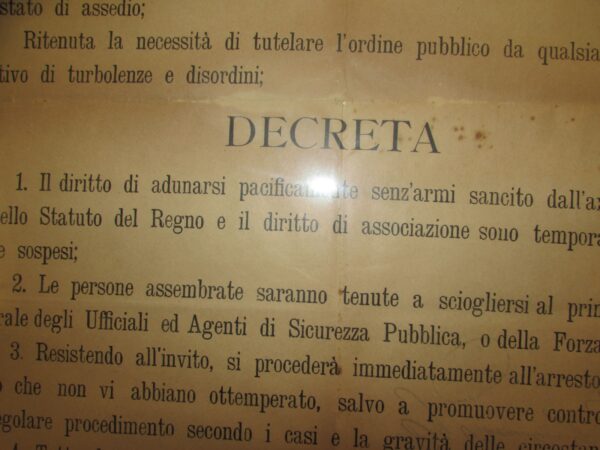 stato di assedio;
Ritenuta la necessità di tutelare l'ordine pubblico da qualsia
tivo di turbolenze e disordini;
DECRETA
1. Il diritto di adunarsi pacificamente senz'armi sancito dall'a
ello Statuto del Regno e il diritto di associazione sono tempora
e sospesi;
2. Le persone assembrate saranno tenute a sciogliersi al prim
rale degli Ufficiali ed Agenti di Sicurezza Pubblica, o della Forza
3. Resistendo all'invito, si procederà immediatamente all'arresto
o che non vi abbiano ottemperato, salvo a promuovere contro
egolare procedimento secondo i casi e la gravità delle